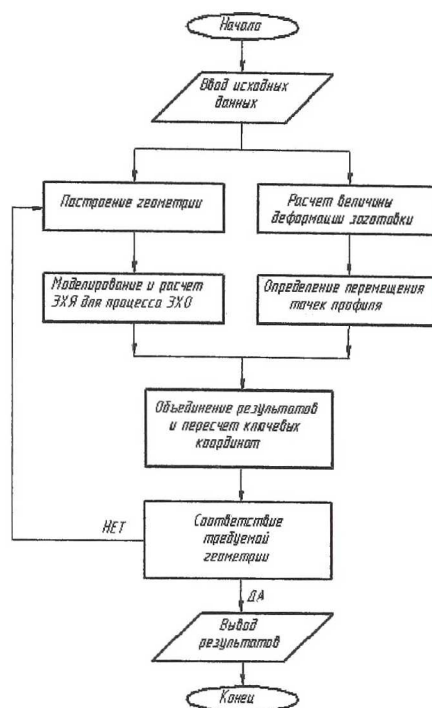 Начало
Ввод исходных
данных
Построение геометрии
Расчет величины
деформации заготовки
Моделирование и расчет
ЭХЯ для процесса ЭХО
Определение перемещения
точек профиля
Объединение результатов
и пересчет ключевых
координат
НЕТ
Соответствие
требуемой
геометрии
ДА
Вывод
результатов
Конец